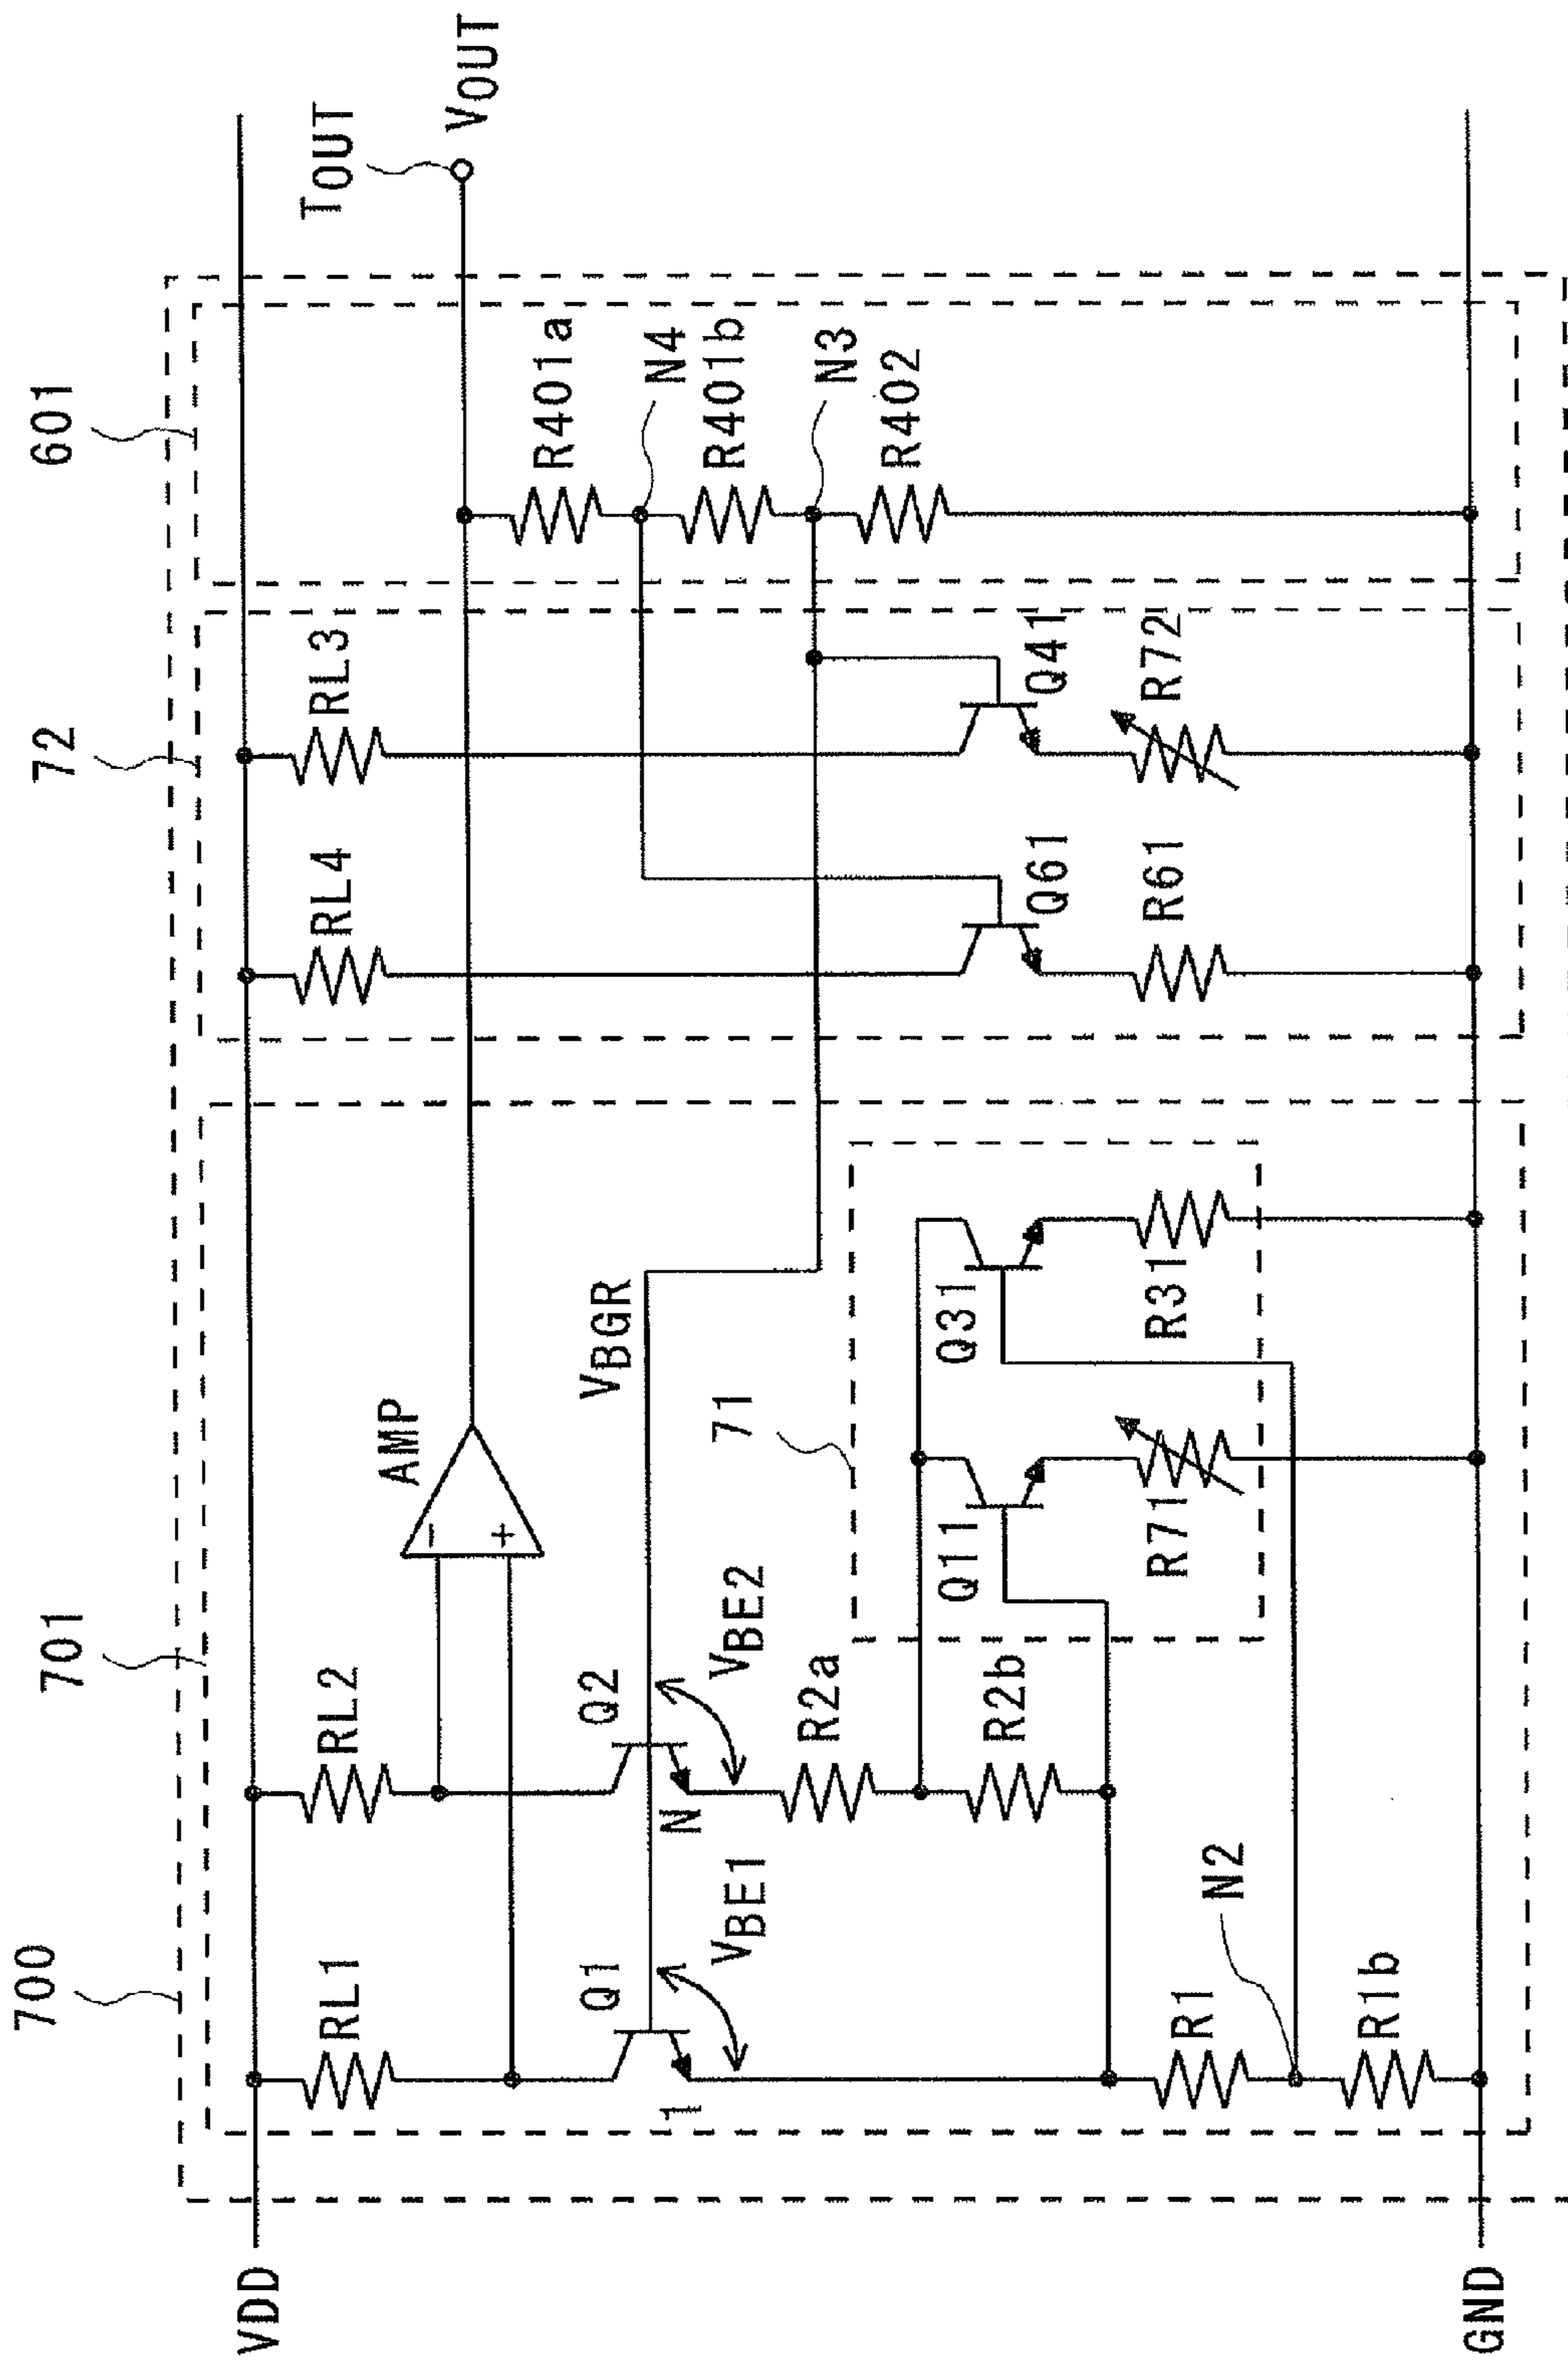 700
701
72
601
VDD
RL1
RL2
RL4
RL3
TOUT
VOUT
AMP
−
+
Q1
1
VBE1
Q2
N
VBE2
VBGR
R2a
R2b
71
Q11
R71
Q31
R31
Q61
R61
Q41
R72
R401a
N4
R401b
N3
R402
R1
N2
R1b
GND